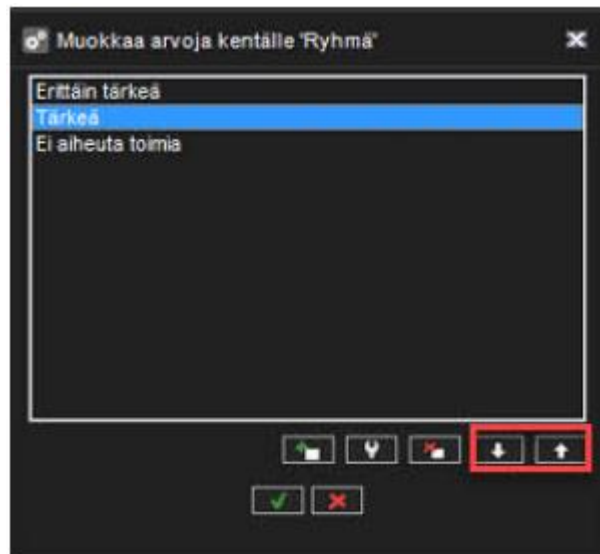 Muokkaa arvoja kentälle 'Ryhmä'
Erittäin tärkeä
Tärkeä
Ei aiheuta toimia